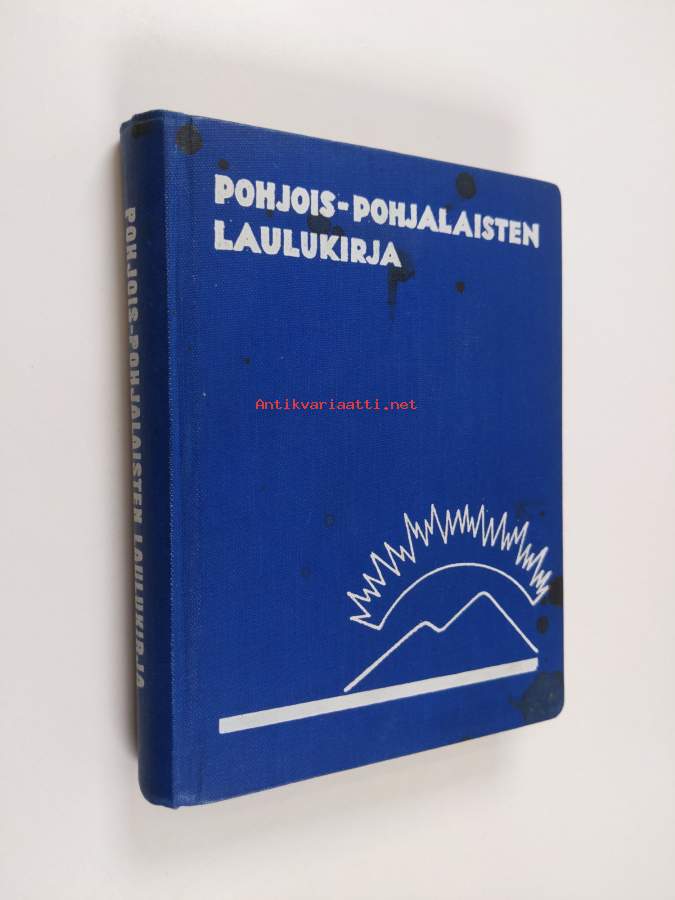 POHJOIS-POHJALAISTEN
LAULUKIRJA
POHJOIS-POHJALAISTEN LAULUKIRJA
Antikvariaatti.net